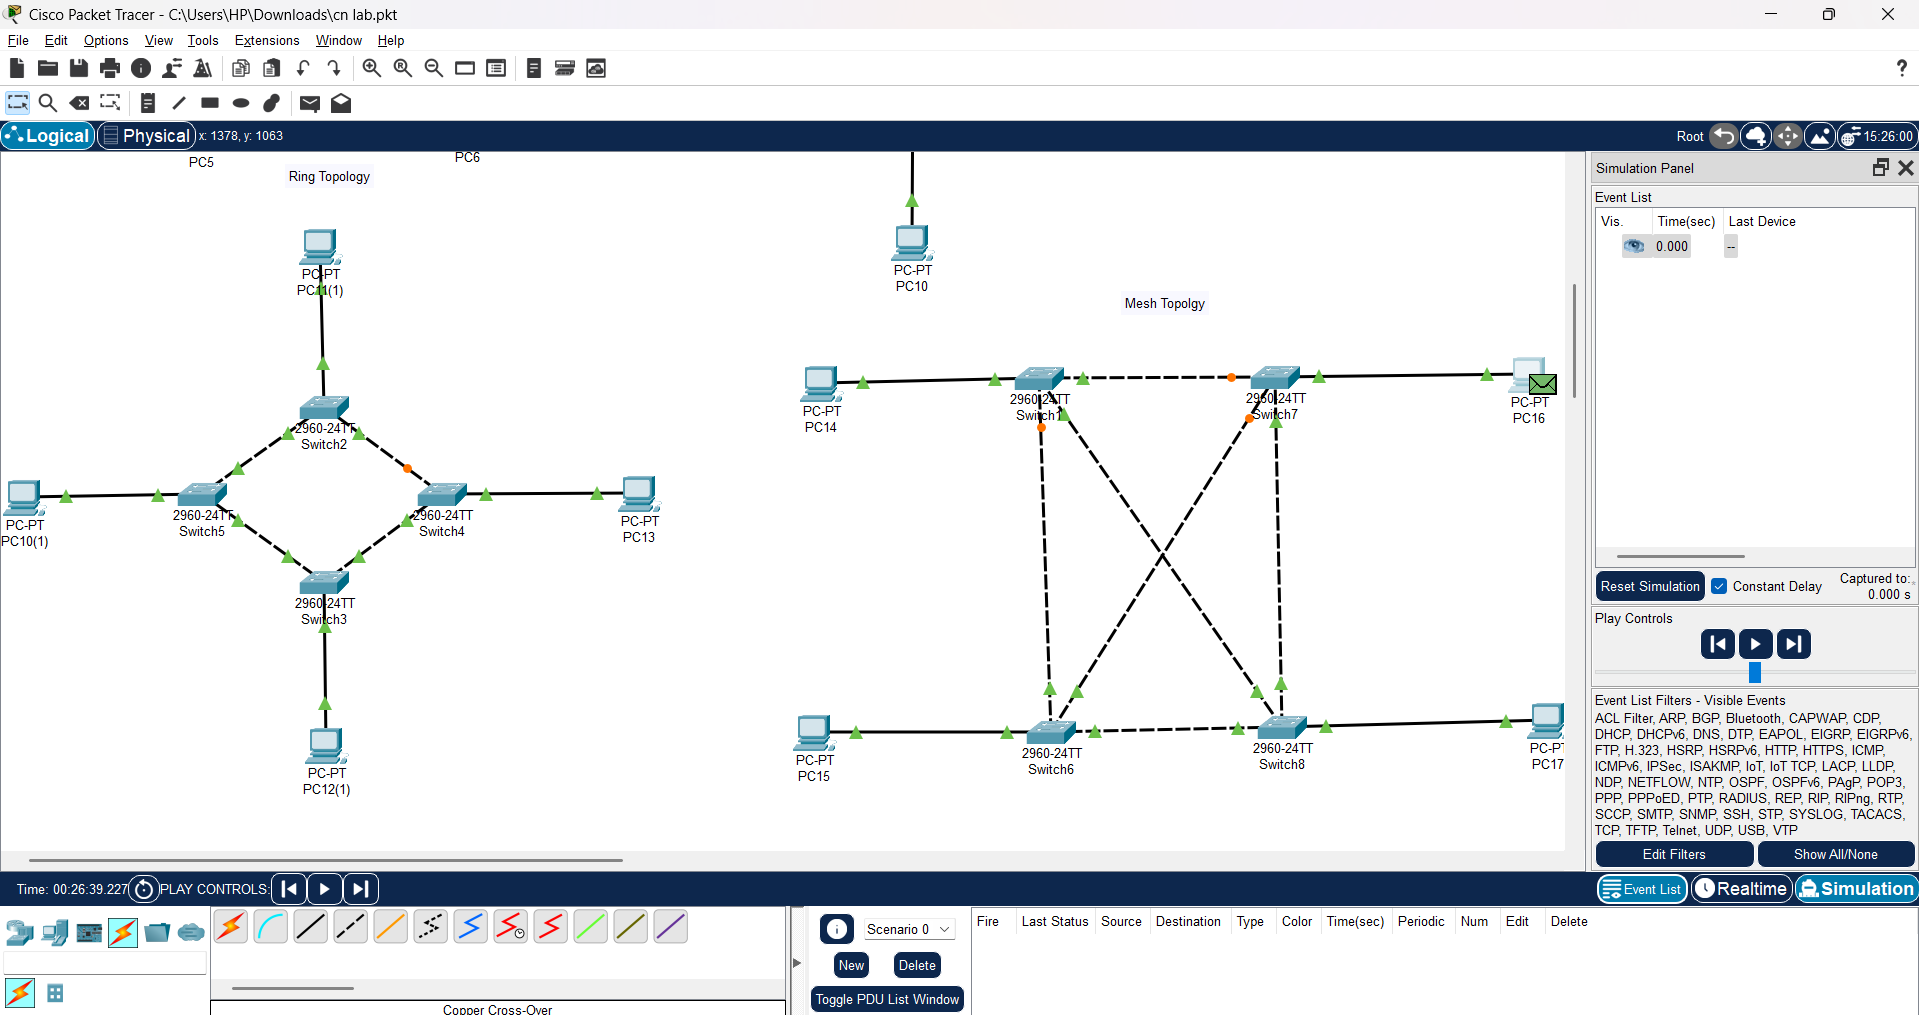 Cisco Packet Tracer - C:\Users\HP\Downloads\cn lab.pkt
File Edit Options View Tools Extensions Window Help
Logical Physical x: 1378, y: 1063 Root 15:26:00
PC5
PC6
Ring Topology
PC-PT
PC11(1)
2960-24TT
Switch2
PC-PT
PC10(1)
2960-24TT
Switch5
2960-24TT
Switch4
PC-PT
PC13
2960-24TT
Switch3
PC-PT
PC12(1)
PC-PT
PC10
Mesh Topolgy
PC-PT
PC14
2960-24TT
Switch1
2960-24TT
Switch7
PC-PT
PC16
PC-PT
PC15
2960-24TT
Switch6
2960-24TT
Switch8
PC-PT
PC17
Simulation Panel
Event List
Vis. Time(sec) Last Device
0.000 --
Reset Simulation Constant Delay Captured to:
0.000 s
Play Controls
Event List Filters - Visible Events
ACL Filter, ARP, BGP, Bluetooth, CAPWAP, CDP,
DHCP, DHCPv6, DNS, DTP, EAPOL, EIGRP, EIGRPv6,
FTP, H.323, HSRP, HSRPv6, HTTP, HTTPS, ICMP,
ICMPv6, IPSec, ISAKMP, IoT, IoT TCP, LACP, LLDP,
NDP, NETFLOW, NTP, OSPF, OSPFv6, PAgP, POP3,
PPP, PPPoED, PTP, RADIUS, REP, RIP, RIPng, RTP,
SCCP, SMTP, SNMP, SSH, STP, SYSLOG, TACACS,
TCP, TFTP, Telnet, UDP, USB, VTP
Edit Filters Show All/None
Time: 00:26:39.227 PLAY CONTROLS: Event List Realtime Simulation
Scenario 0
New Delete
Toggle PDU List Window
Fire Last Status Source Destination Type Color Time(sec) Periodic Num Edit Delete
Copper Cross-Over